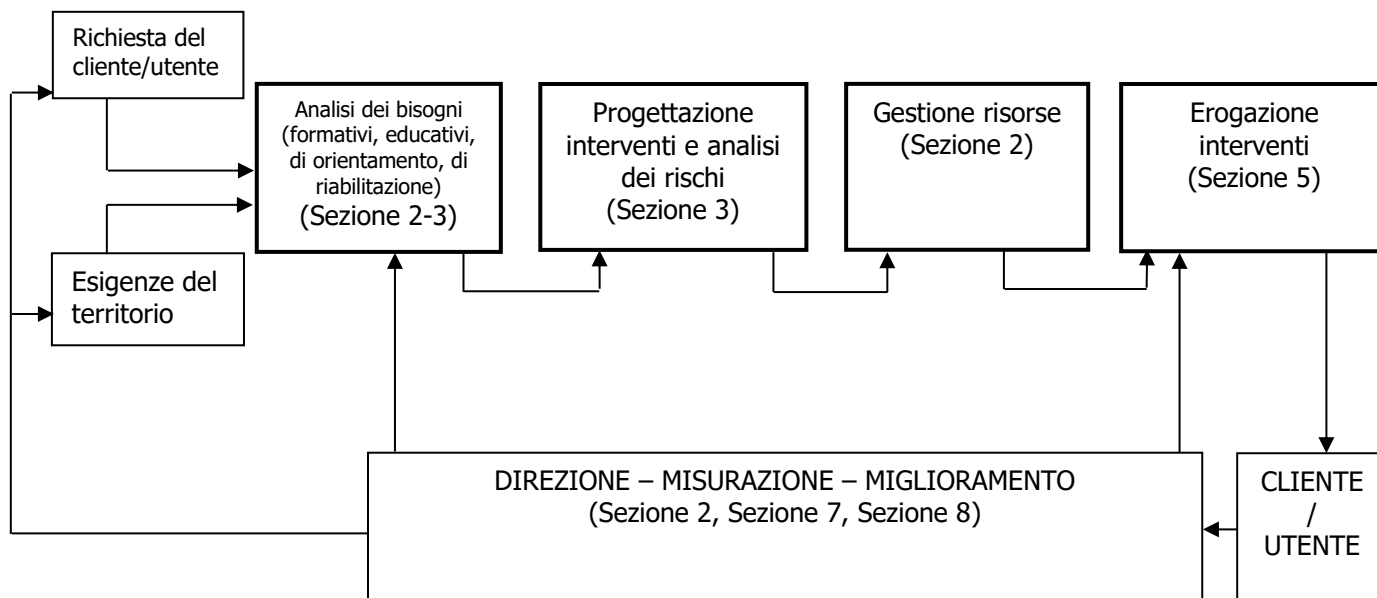 Richiesta del
cliente/utente
Analisi dei bisogni
(formativi, educativi,
di orientamento, di
riabilitazione)
(Sezione 2-3)
Progettazione
interventi e analisi
dei rischi
(Sezione 3)
Gestione risorse
(Sezione 2)
Erogazione
interventi
(Sezione 5)
Esigenze del
territorio
DIREZIONE – MISURAZIONE – MIGLIORAMENTO
(Sezione 2, Sezione 7, Sezione 8)
CLIENTE
/
UTENTE